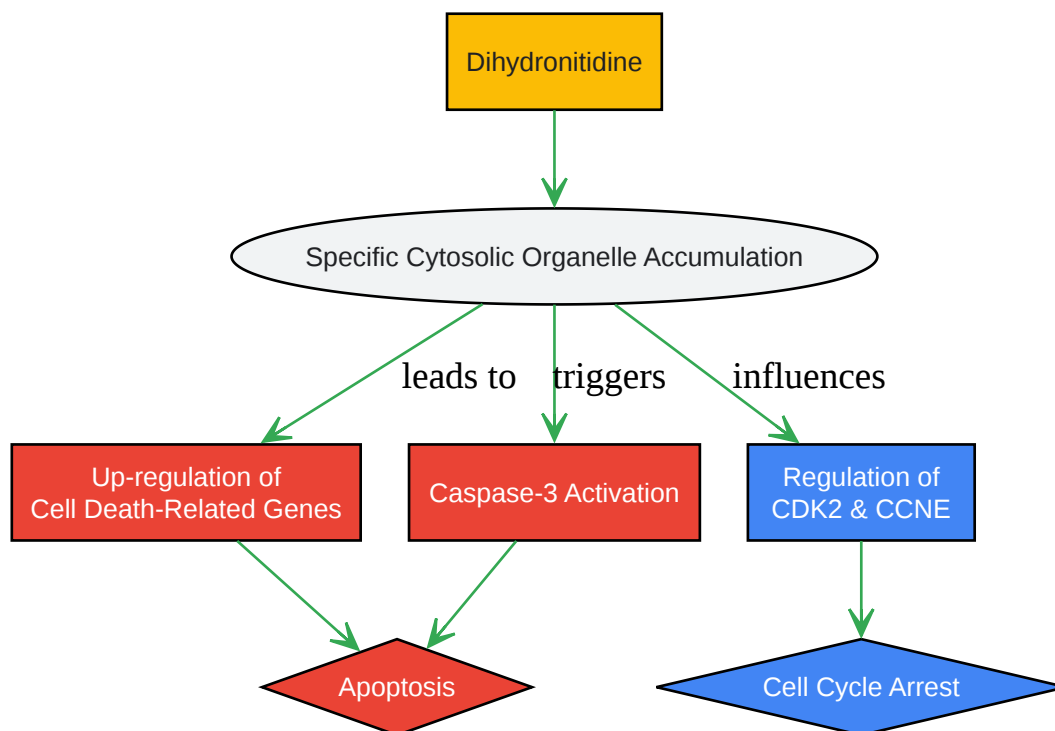 Dihydronitidine
Specific Cytosolic Organelle Accumulation
leads to
triggers
influences
Up-regulation of
Cell Death-Related Genes
Caspase-3 Activation
Regulation of
CDK2 & CCNE
Apoptosis
Cell Cycle Arrest